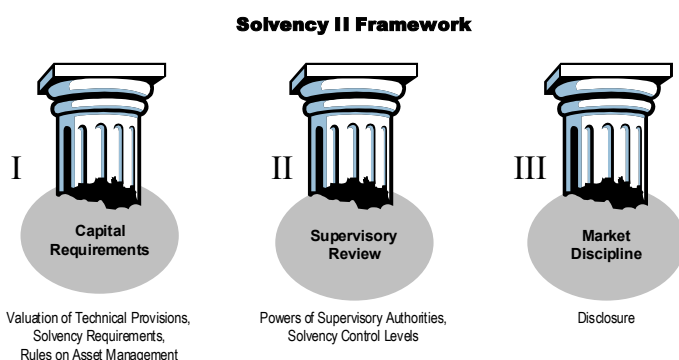 Solvency II Framework
I
Capital
Requirements
Valuation of Technical Provisions,
Solvency Requirements,
Rules on Asset Management
II
Supervisory
Review
Powers of Supervisory Authorities,
Solvency Control Levels
III
Market
Discipline
Disclosure